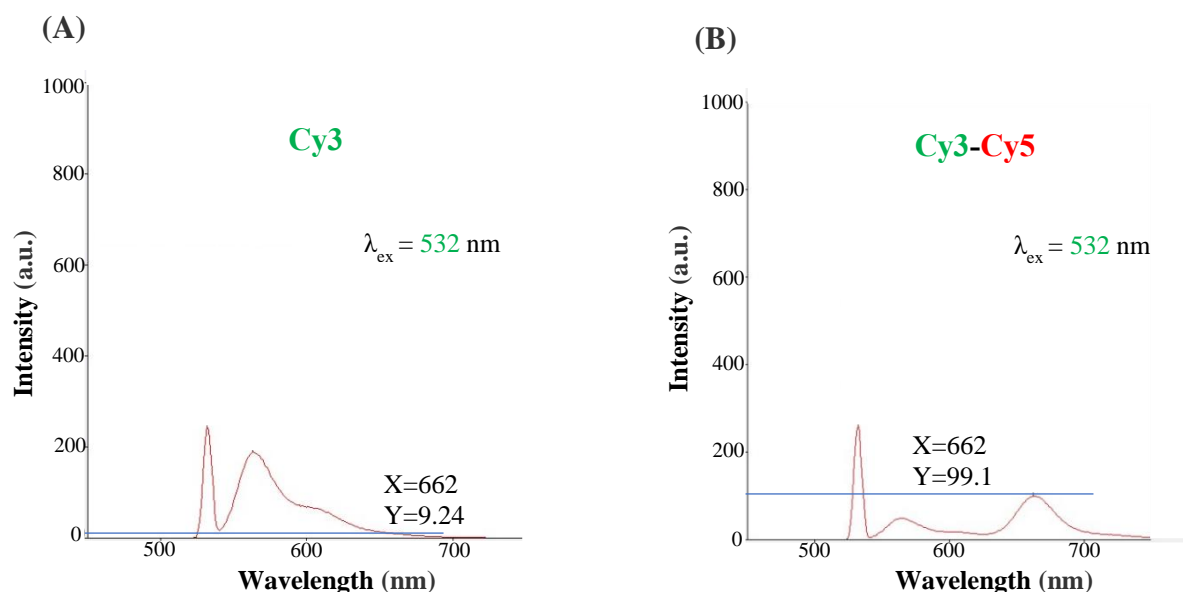 (A)
1000
800
600
400
200
0
Intensity (a.u.)
Cy3
λex = 532 nm
X=662
Y=9.24
500 600 700
Wavelength (nm)
(B)
1000
800
600
400
200
0
Intensity (a.u.)
Cy3-Cy5
λex = 532 nm
X=662
Y=99.1
500 600 700
Wavelength (nm)